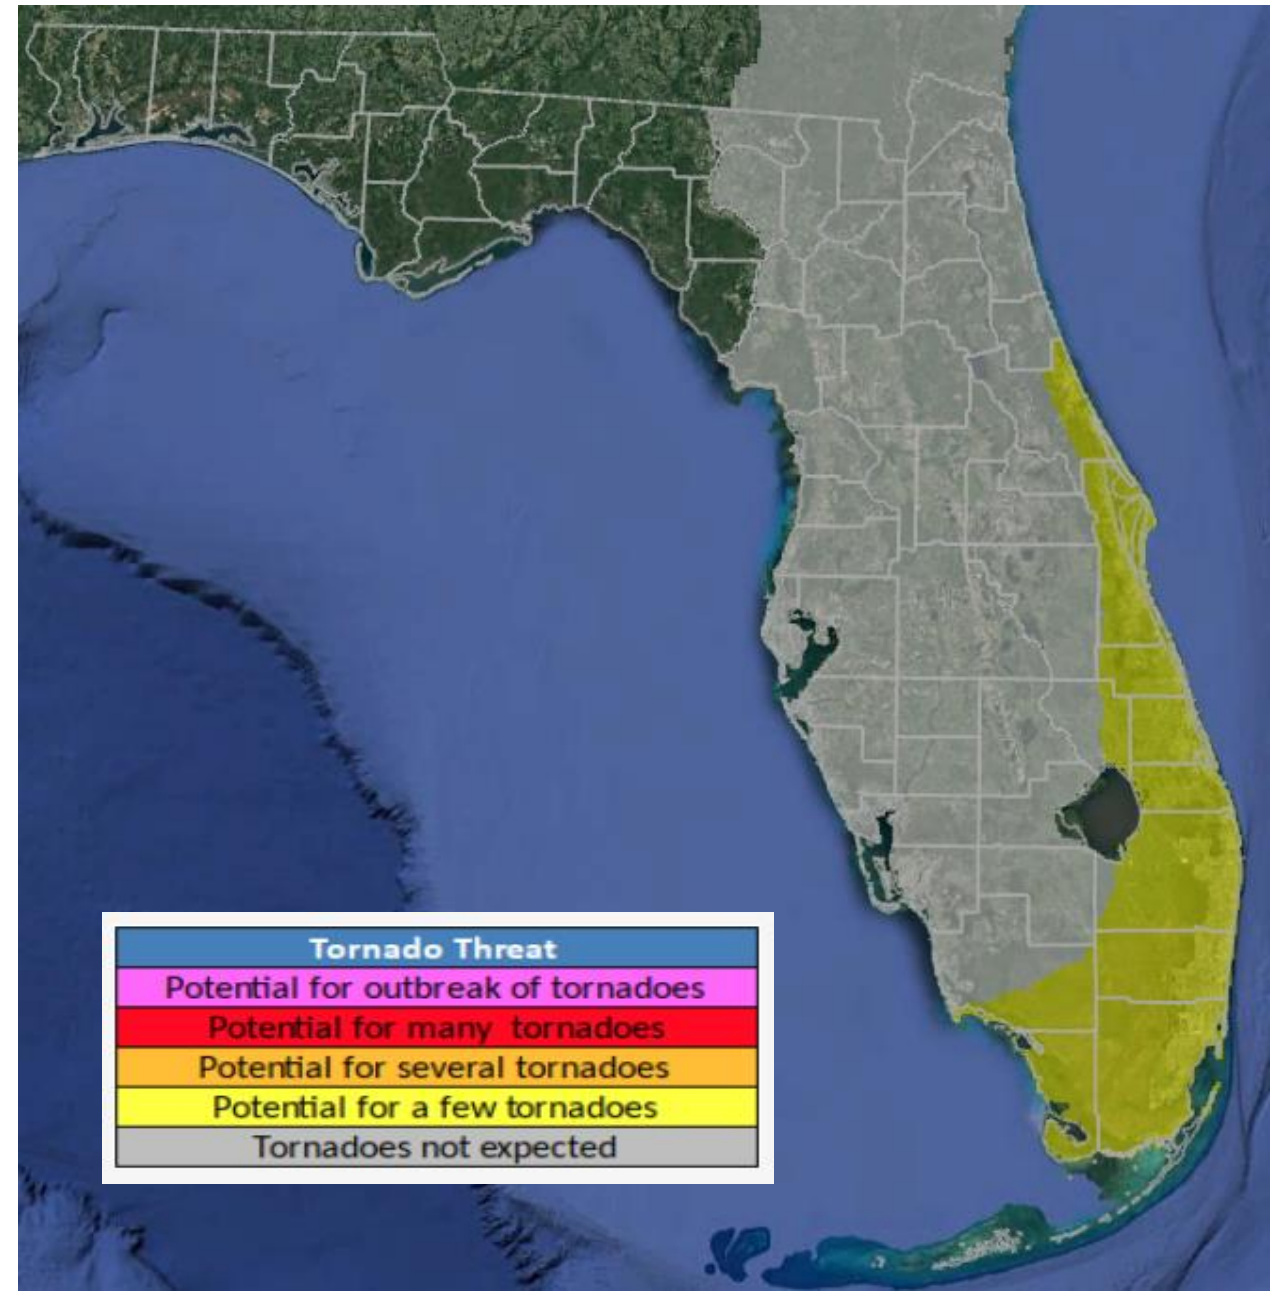 Tornado Threat
Potential for outbreak of tornadoes
Potential for many tornadoes
Potential for several tornadoes
Potential for a few tornadoes
Tornadoes not expected